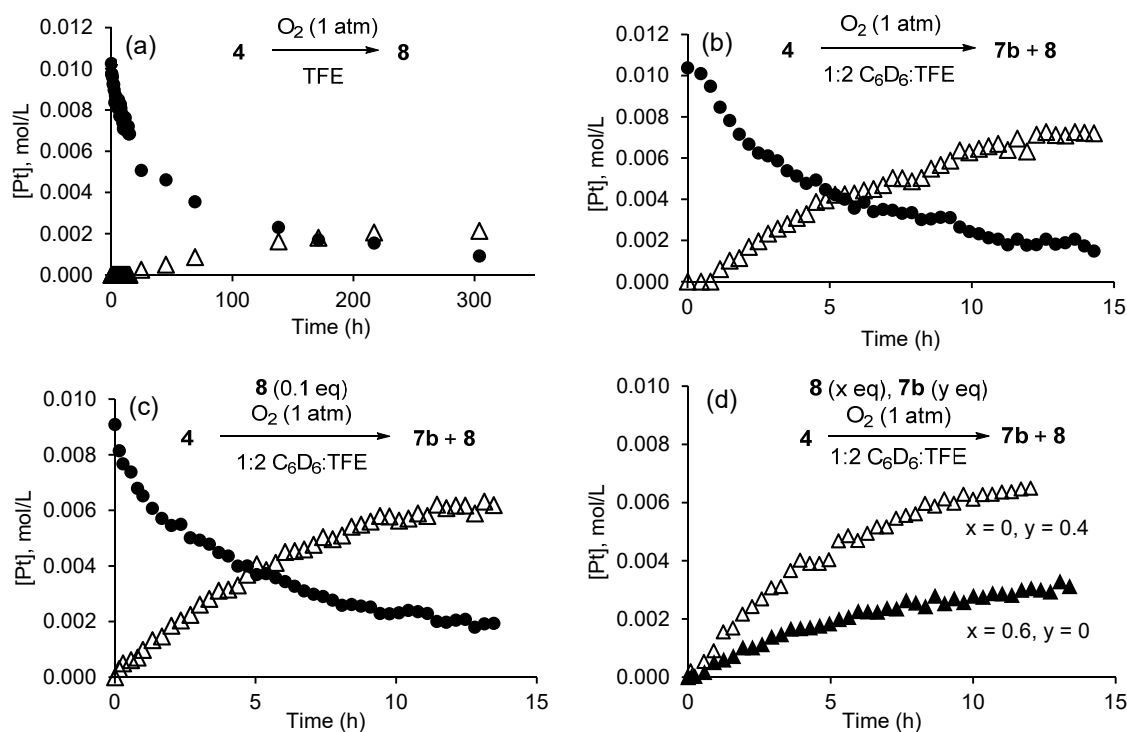 (a)
O2 (1 atm)
4 8
TFE
[Pt], mol/L
0.012
0.010
0.008
0.006
0.004
0.002
0.000
0 100 200 300
Time (h)
(b)
O2 (1 atm)
4 7b + 8
1:2 C6D6:TFE
[Pt], mol/L
0.012
0.010
0.008
0.006
0.004
0.002
0.000
0 5 10 15
Time (h)
(c)
8 (0.1 eq)
O2 (1 atm)
4 7b + 8
1:2 C6D6:TFE
[Pt], mol/L
0.010
0.008
0.006
0.004
0.002
0.000
0 5 10 15
Time (h)
(d)
8 (x eq), 7b (y eq)
O2 (1 atm)
4 7b + 8
1:2 C6D6:TFE
[Pt], mol/L
0.010
0.008
0.006
0.004
0.002
0.000
x = 0, y = 0.4
x = 0.6, y = 0
0 5 10 15
Time (h)